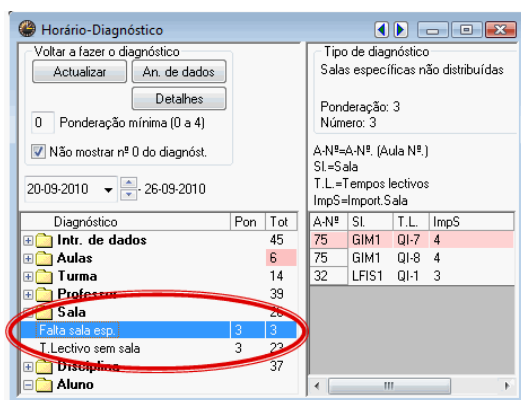 Horário-Diagnóstico
Voltar a fazer o diagnóstico
Actualizar An. de dados
Detalhes
0 Ponderação mínima (0 a 4)
Não mostrar nº 0 do diagnóst.
20-09-2010 - 26-09-2010
Diagnóstico Pon Tot
Intr. de dados 45
Aulas 6
Turma 14
Professor 39
Sala 26
Falta sala esp. 3 3
T.Lectivo sem sala 3 23
Disciplina 37
Aluno
Tipo de diagnóstico
Salas específicas não distribuídas
Ponderação: 3
Número: 3
A-Nº=A-Nº. (Aula Nº.)
Sl.=Sala
T.L.=Tempos lectivos
ImpS=Import.Sala
A-Nº Sl. T.L. ImpS
75 GIM1 QI-7 4
75 GIM1 QI-8 4
32 LFIS1 QI-1 3